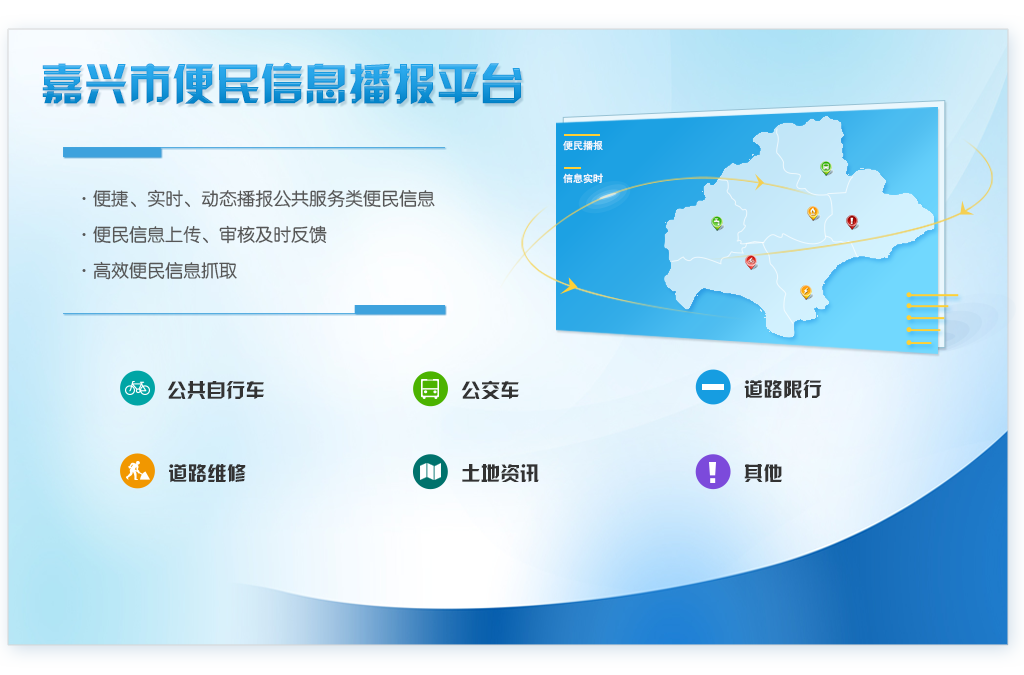 嘉兴市便民信息播报平台
便民播报
信息实时
· 便捷、实时、动态播报公共服务类便民信息
· 便民信息上传、审核及时反馈
· 高效便民信息抓取
公共自行车
公交车
道路限行
道路维修
土地资讯
其他